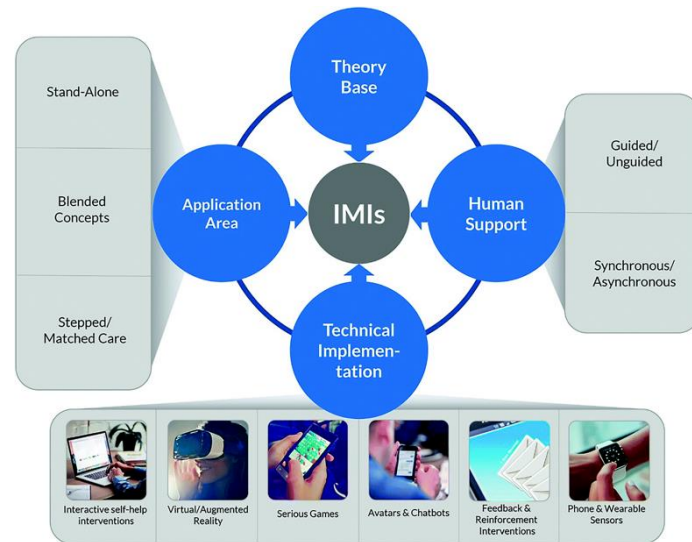 Theory
Base
Stand-Alone
Blended
Concepts
Stepped/
Matched Care
Application
Area
IMIs
Human
Support
Guided/
Unguided
Synchronous/
Asynchronous
Technical
Implemen-
tation
Interactive self-help
interventions
Virtual/Augmented
Reality
Serious Games
Avatars & Chatbots
Feedback &
Reinforcement
Interventions
Phone & Wearable
Sensors